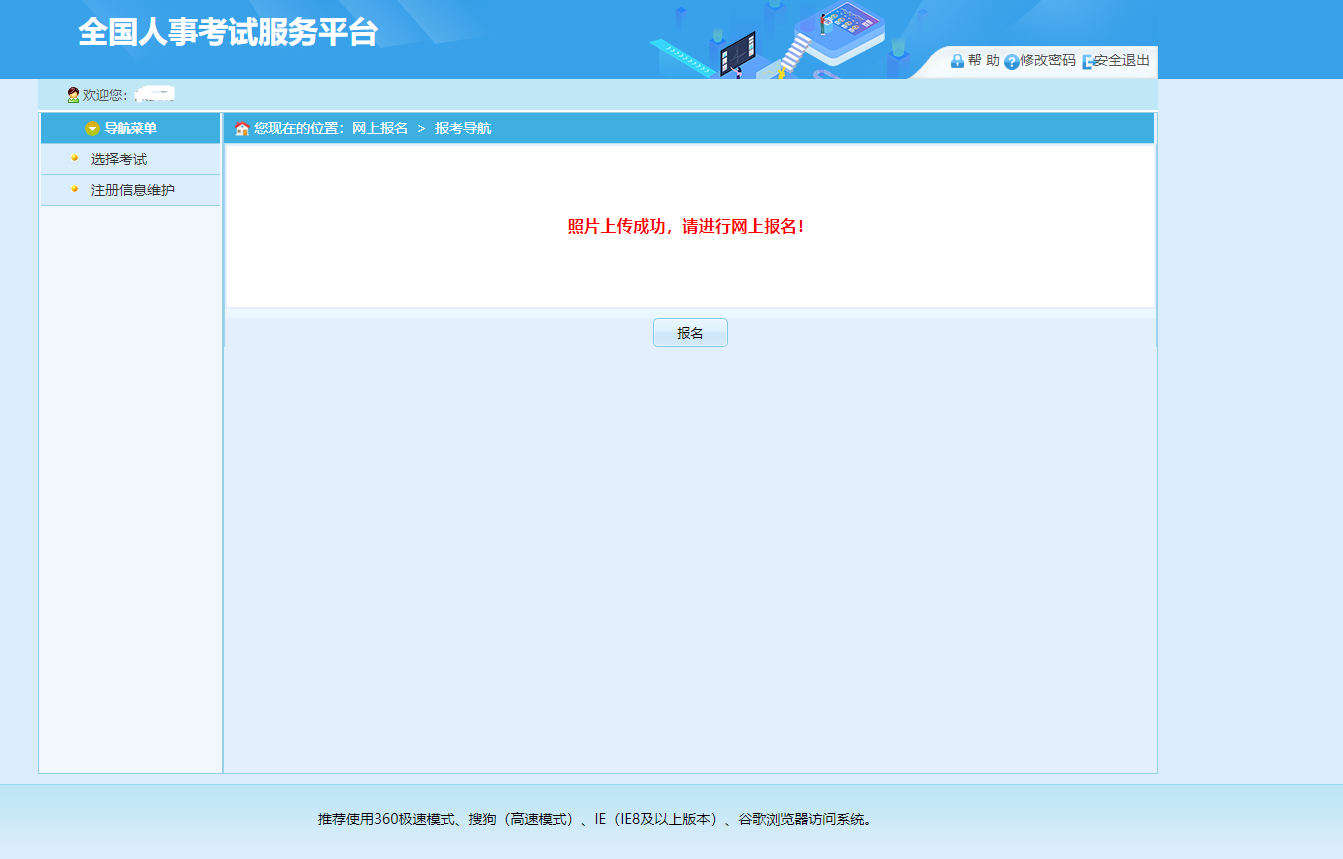 全国人事考试服务平台
帮 助 修改密码 安全退出
欢迎您：
导航菜单
您现在的位置：网上报名 > 报考导航
选择考试
注册信息维护
照片上传成功，请进行网上报名！
报名
推荐使用360极速模式、搜狗（高速模式）、IE（IE8及以上版本）、谷歌浏览器访问系统。